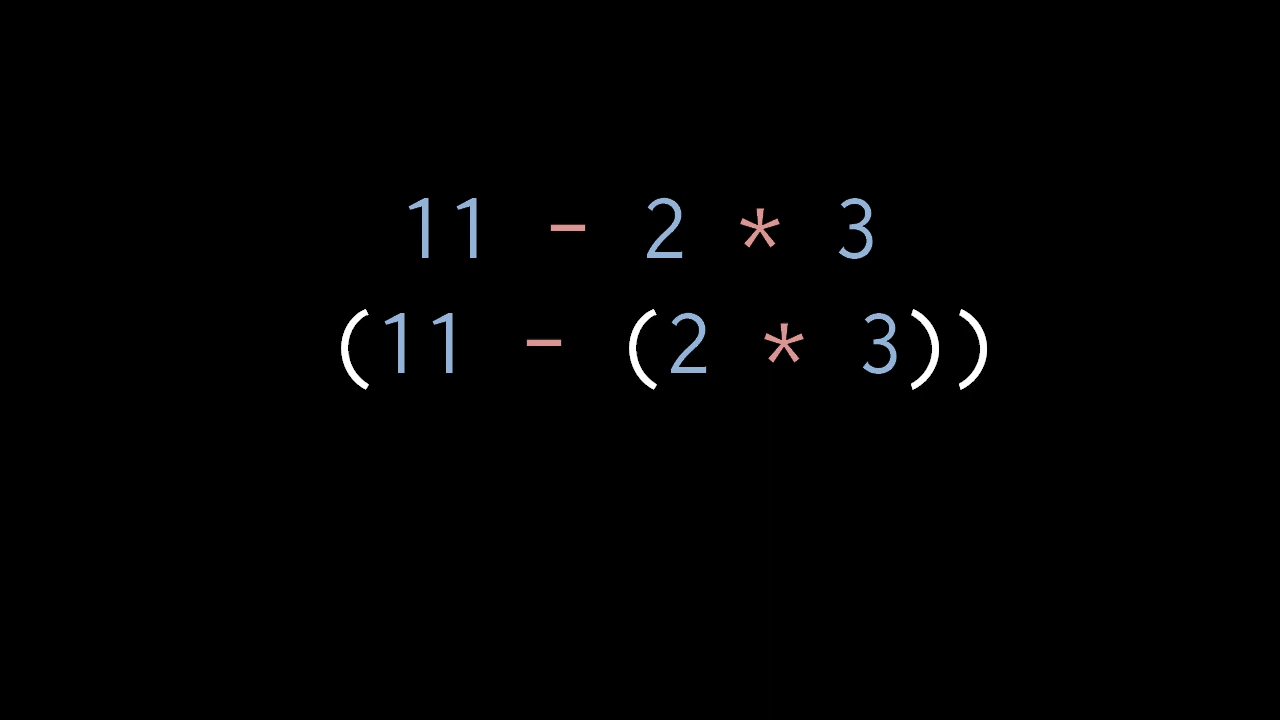 11 - 2 * 3
(11 - (2 * 3))